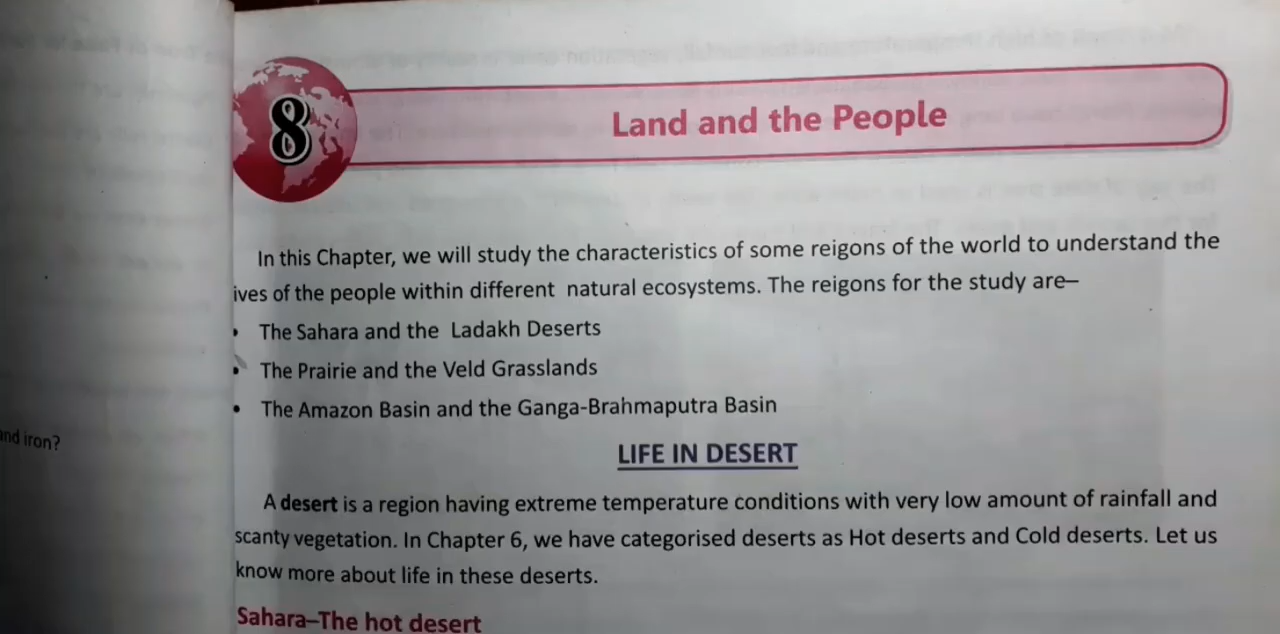 8
Land and the People
In this Chapter, we will study the characteristics of some reigons of the world to understand the
ives of the people within different natural ecosystems. The reigons for the study are–
• The Sahara and the Ladakh Deserts
• The Prairie and the Veld Grasslands
• The Amazon Basin and the Ganga-Brahmaputra Basin
and iron?
LIFE IN DESERT
A desert is a region having extreme temperature conditions with very low amount of rainfall and
scanty vegetation. In Chapter 6, we have categorised deserts as Hot deserts and Cold deserts. Let us
know more about life in these deserts.
Sahara–The hot desert